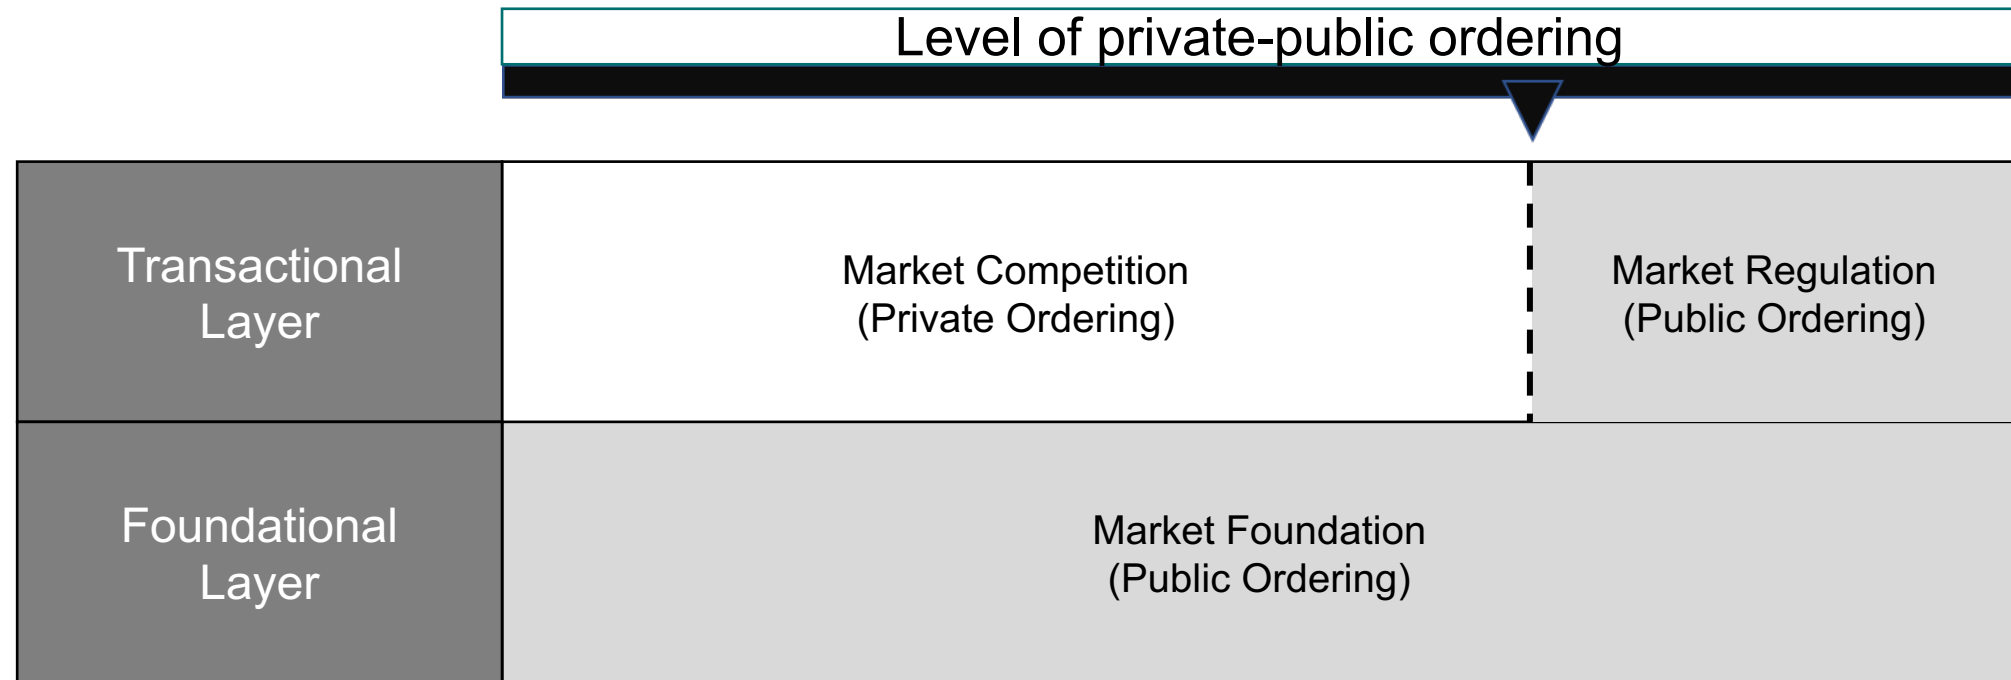 Level of private-public ordering
Transactional
Layer
Market Competition
(Private Ordering)
Market Regulation
(Public Ordering)
Foundational
Layer
Market Foundation
(Public Ordering)